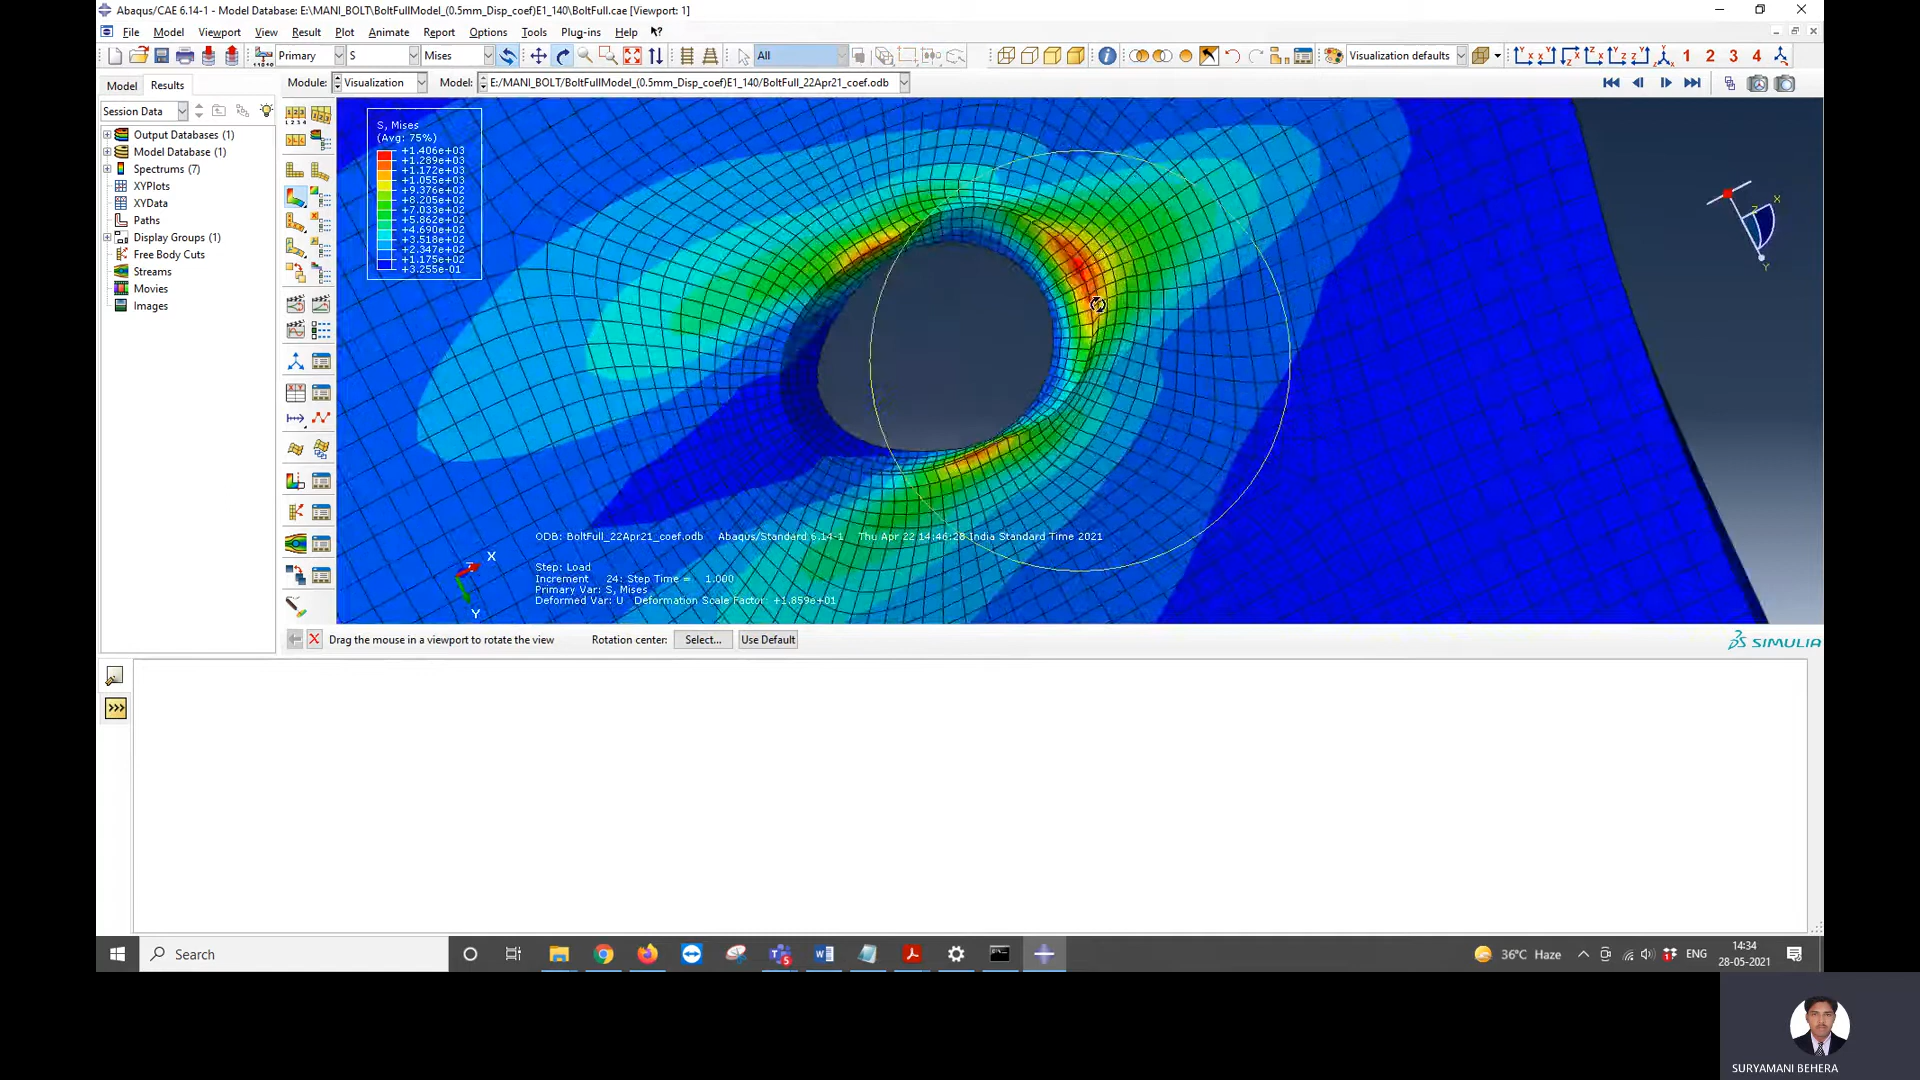 Abaqus/CAE 6.14-1 - Model Database: E:\MANI_BOLT\BoltFullModel_(0.5mm_Disp_coef)E1_140\BoltFull.cae [Viewport: 1]
File Model Viewport View Result Plot Animate Report Options Tools Plug-ins Help
Primary S Mises All Visualization defaults 1 2 3 4
Model Results Module: Visualization Model: E:/MANI_BOLT/BoltFullModel_(0.5mm_Disp_coef)E1_140/BoltFull_22Apr21_coef.odb
Session Data
Output Databases (1)
Model Database (1)
Spectrums (7)
XYPlots
XYData
Paths
Display Groups (1)
Free Body Cuts
Streams
Movies
Images
S, Mises
(Avg: 75%)
+1.406e+03
+1.289e+03
+1.172e+03
+1.055e+03
+9.376e+02
+8.205e+02
+7.033e+02
+5.862e+02
+4.690e+02
+3.518e+02
+2.347e+02
+1.175e+02
+3.255e-01
X
Z
Y
X
Z
Y
ODB: BoltFull_22Apr21_coef.odb Abaqus/Standard 6.14-1 Thu Apr 22 14:46:28 India Standard Time 2021
Step: Load
Increment 24: Step Time = 1.000
Primary Var: S, Mises
Deformed Var: U Deformation Scale Factor: +1.859e+01
Drag the mouse in a viewport to rotate the view Rotation center: Select... Use Default
SIMULIA
>>>
Search
36°C Haze ENG
14:34
28-05-2021
SURYAMANI BEHERA